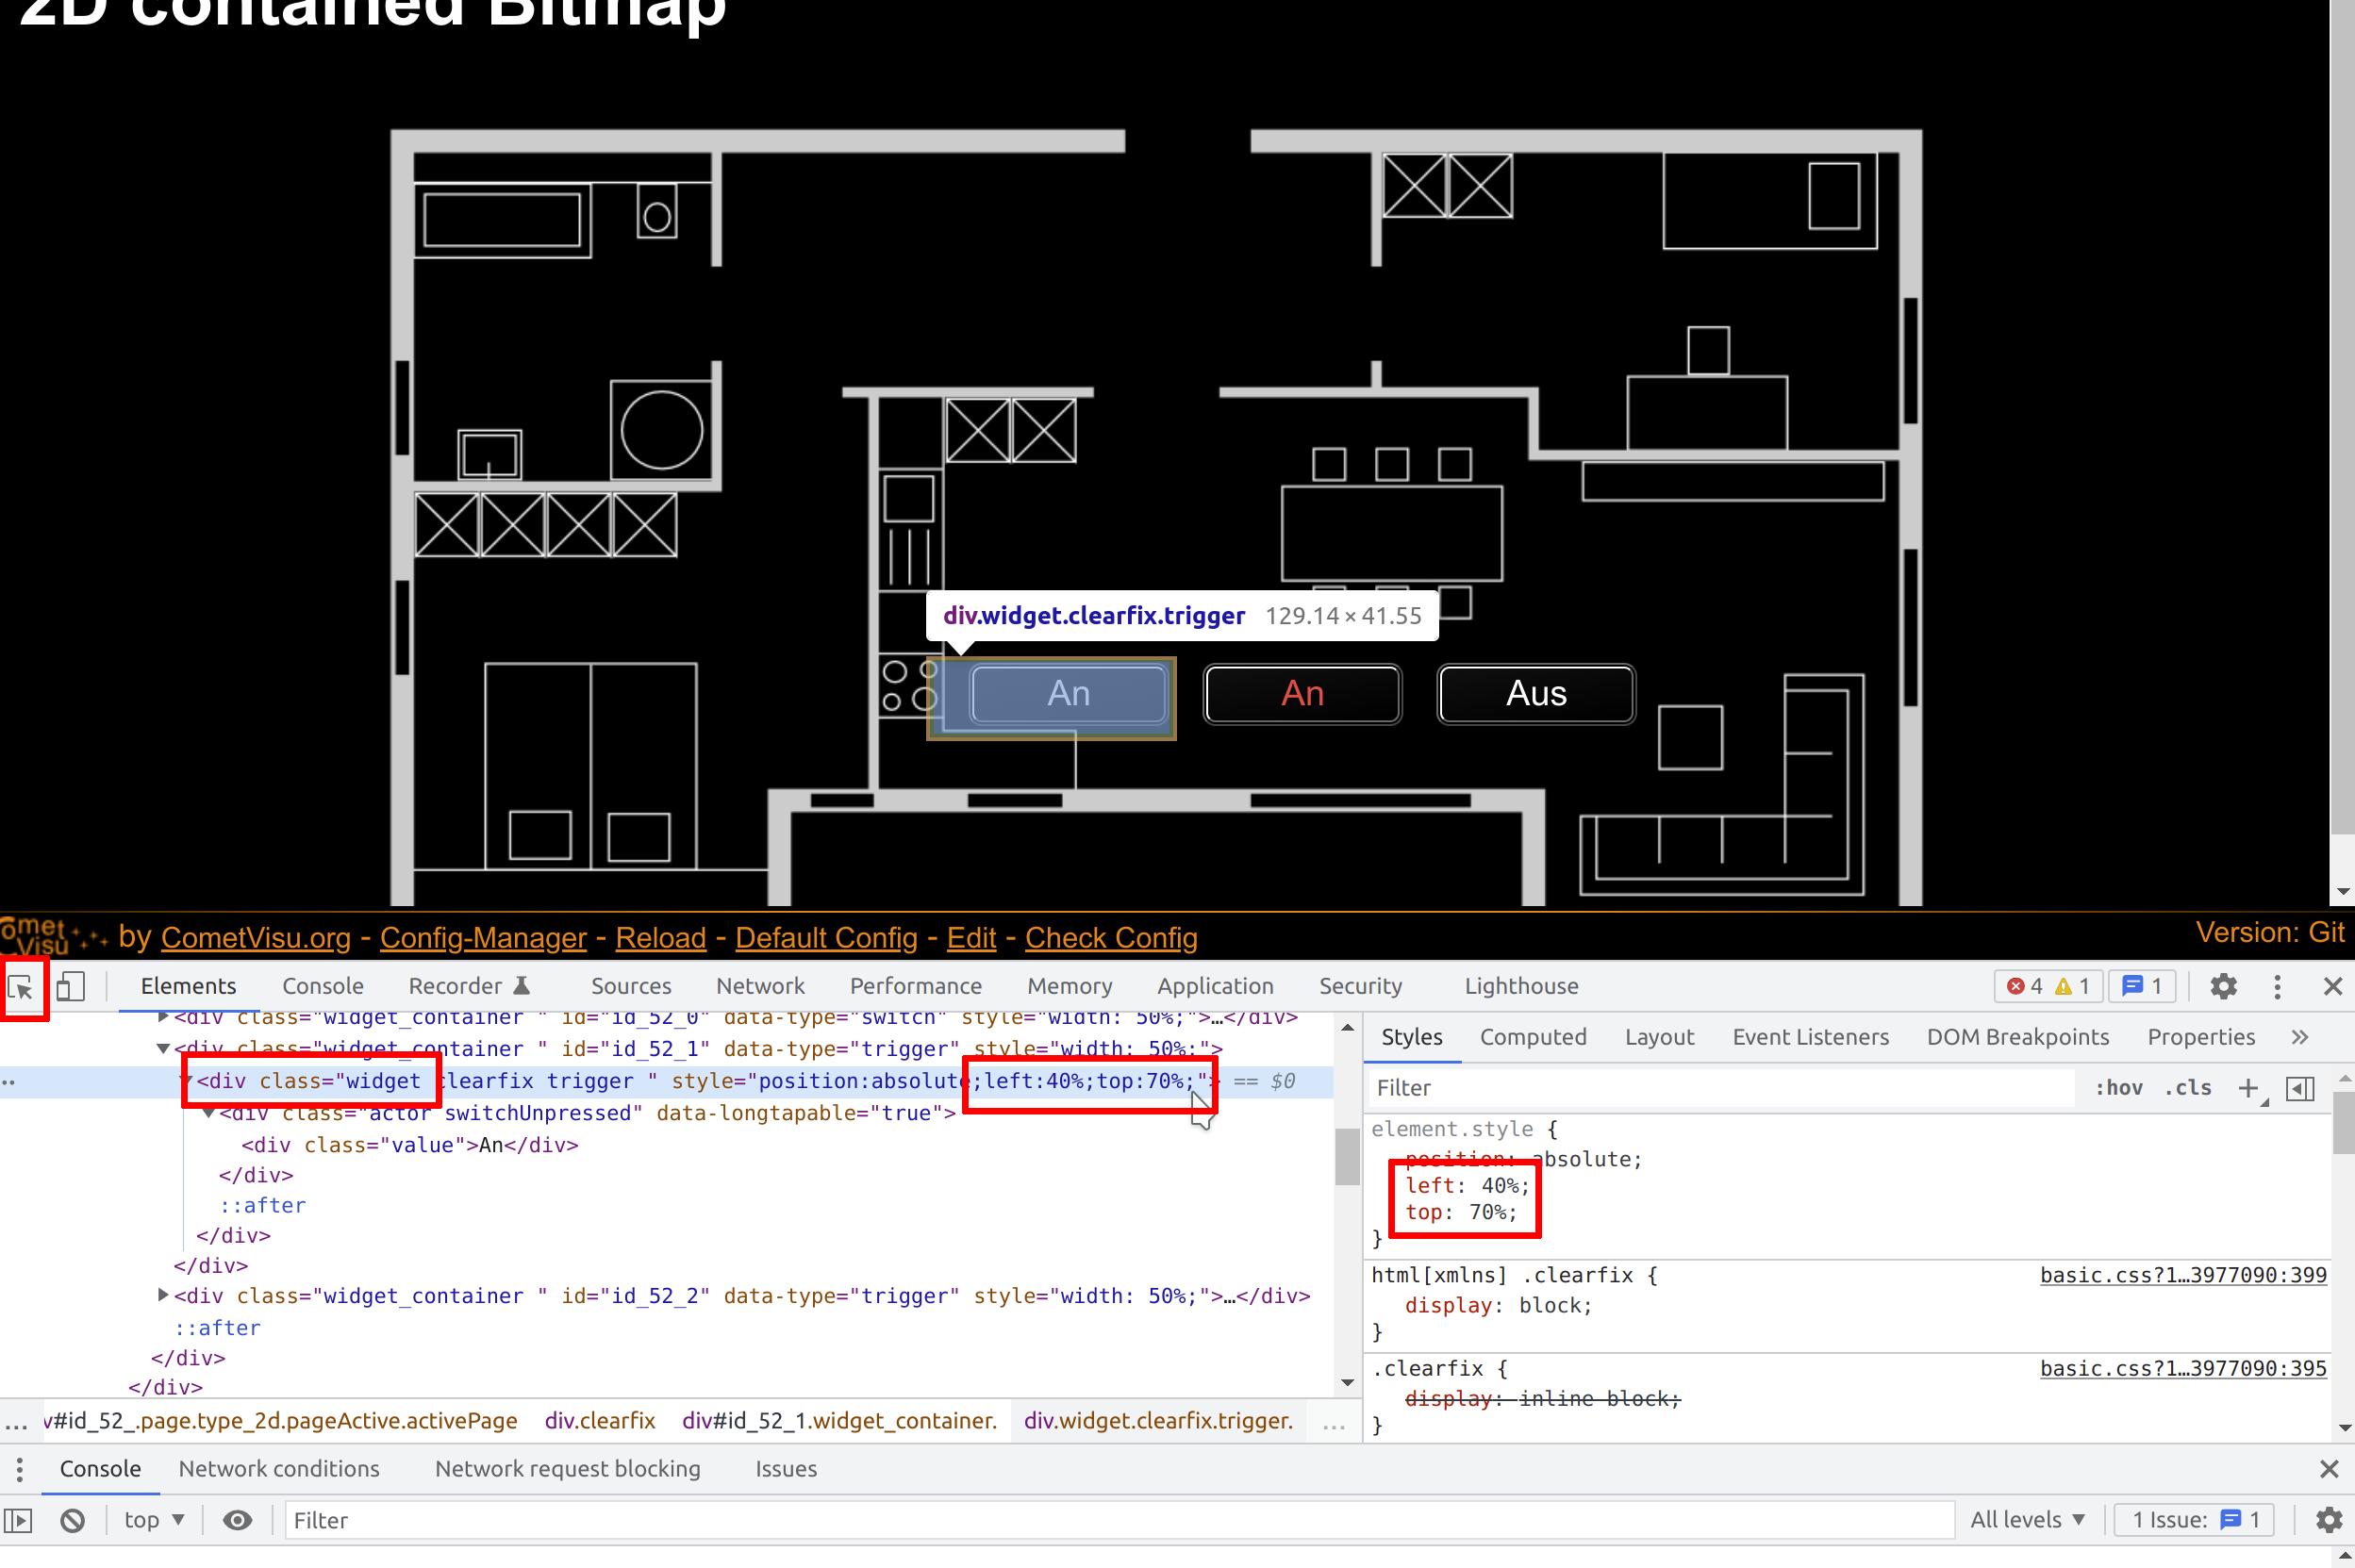 2D contained Bitmap
div.widget.clearfix.trigger 129.14 × 41.55
An An Aus
Comet Visu by CometVisu.org - Config-Manager - Reload - Default Config - Edit - Check Config Version: Git
Elements Console Recorder Sources Network Performance Memory Application Security Lighthouse 4 1 1
<div class="widget_container " id="id_52_0" data-type="switch" style="width: 50%;">…</div>
<div class="widget_container " id="id_52_1" data-type="trigger" style="width: 50%;">
<div class="widget clearfix trigger " style="position:absolute;left:40%;top:70%;"> == $0
<div class="actor switchUnpressed" data-longtapable="true">
<div class="value">An</div>
</div>
::after
</div>
</div>
<div class="widget_container " id="id_52_2" data-type="trigger" style="width: 50%;">…</div>
::after
</div>
</div>
... v#id_52_.page.type_2d.pageActive.activePage div.clearfix div#id_52_1.widget_container. div.widget.clearfix.trigger. ...
Styles Computed Layout Event Listeners DOM Breakpoints Properties
Filter :hov .cls
element.style {
position: absolute;
left: 40%;
top: 70%;
}
html[xmlns] .clearfix { basic.css?1…3977090:399
display: block;
}
.clearfix { basic.css?1…3977090:395
display: inline-block;
}
Console Network conditions Network request blocking Issues
top Filter All levels 1 Issue: 1